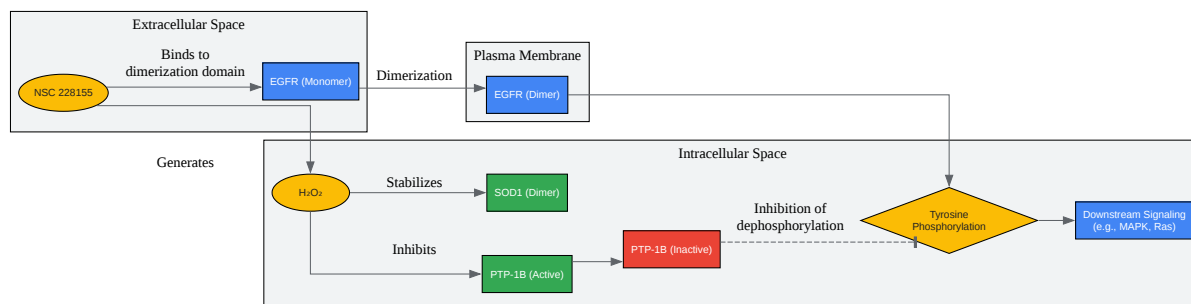 Extracellular Space
Binds to
dimerization domain
NSC 228155
EGFR (Monomer)
Dimerization
Plasma Membrane
EGFR (Dimer)
Generates
Intracellular Space
H₂O₂
Stabilizes
SOD1 (Dimer)
Inhibits
PTP-1B (Active)
PTP-1B (Inactive)
Inhibition of
dephosphorylation
Tyrosine
Phosphorylation
Downstream Signaling
(e.g., MAPK, Ras)